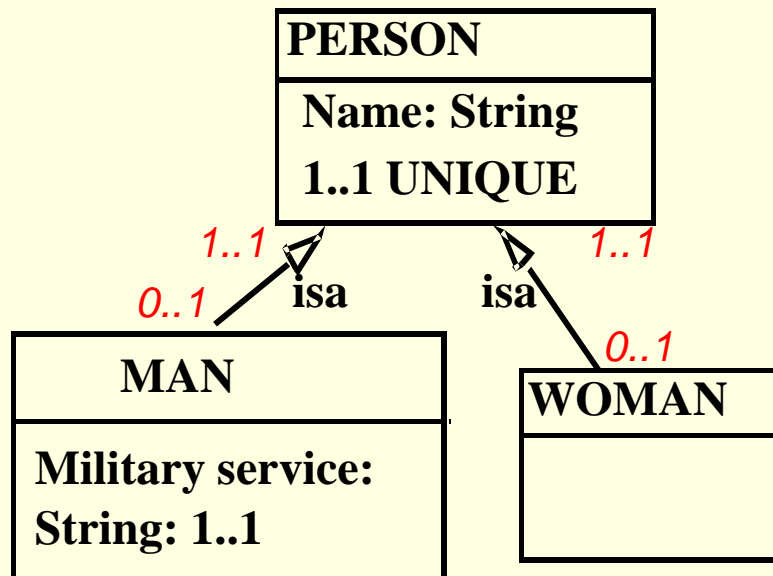 PERSON
Name: String
1..1 UNIQUE
1..1
1..1
isa
isa
0..1
0..1
MAN
WOMAN
Military service:
String: 1..1